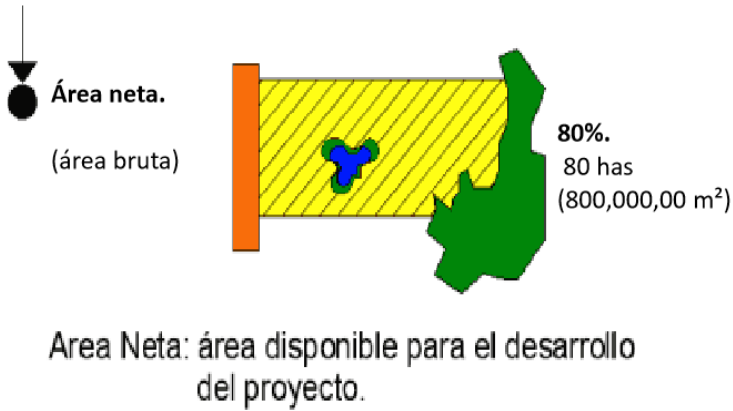 Área neta.
(área bruta)
80%.
80 has
(800,000,00 m²)
Area Neta: área disponible para el desarrollo
del proyecto.